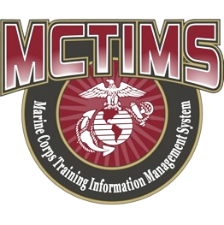 MCTIMS
Marine Corps Training Information Management System